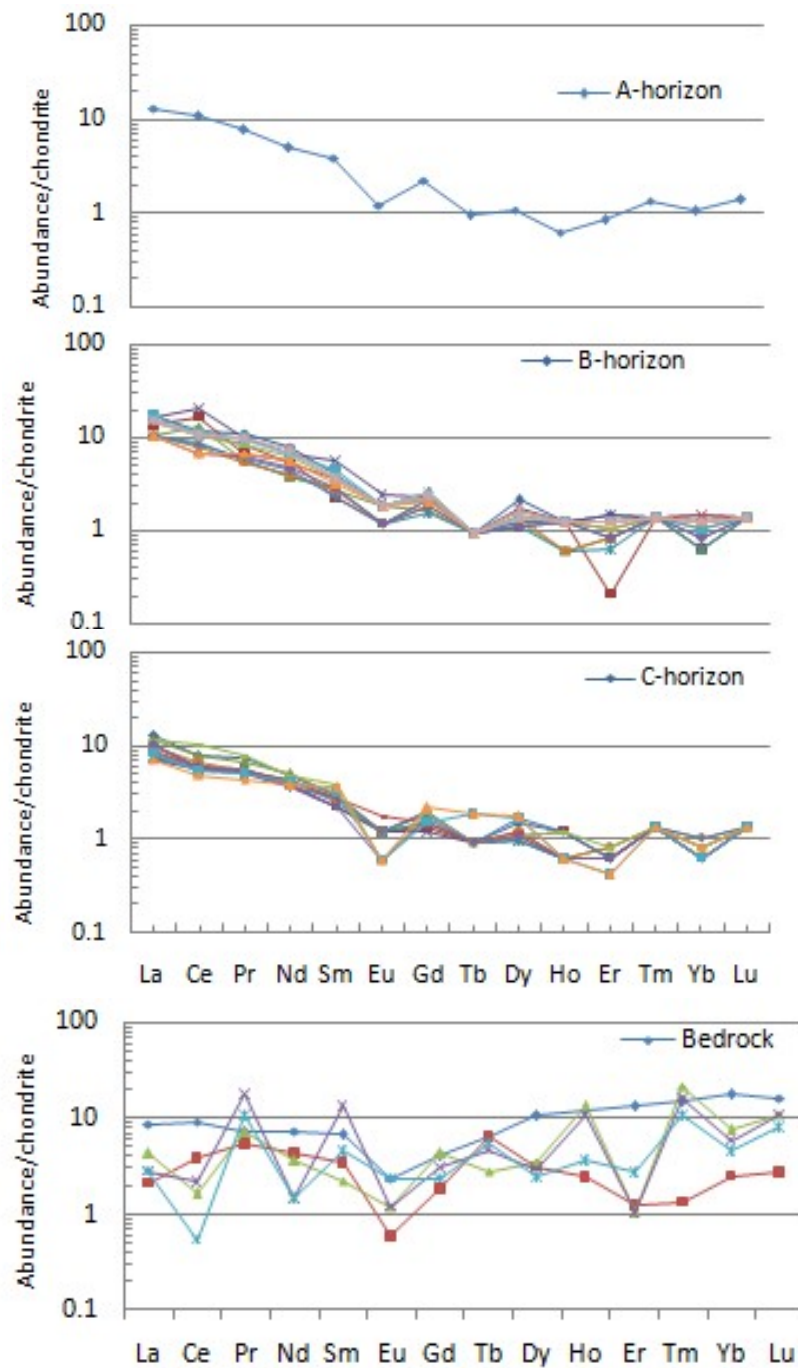 100
10
1
0.1
Abundance/chondrite
A-horizon
100
10
1
0.1
Abundance/chondrite
B-horizon
100
10
1
0.1
Abundance/chondrite
C-horizon
La Ce Pr Nd Sm Eu Gd Tb Dy Ho Er Tm Yb Lu
100
10
1
0.1
Abundance/chondrite
Bedrock
La Ce Pr Nd Sm Eu Gd Tb Dy Ho Er Tm Yb Lu